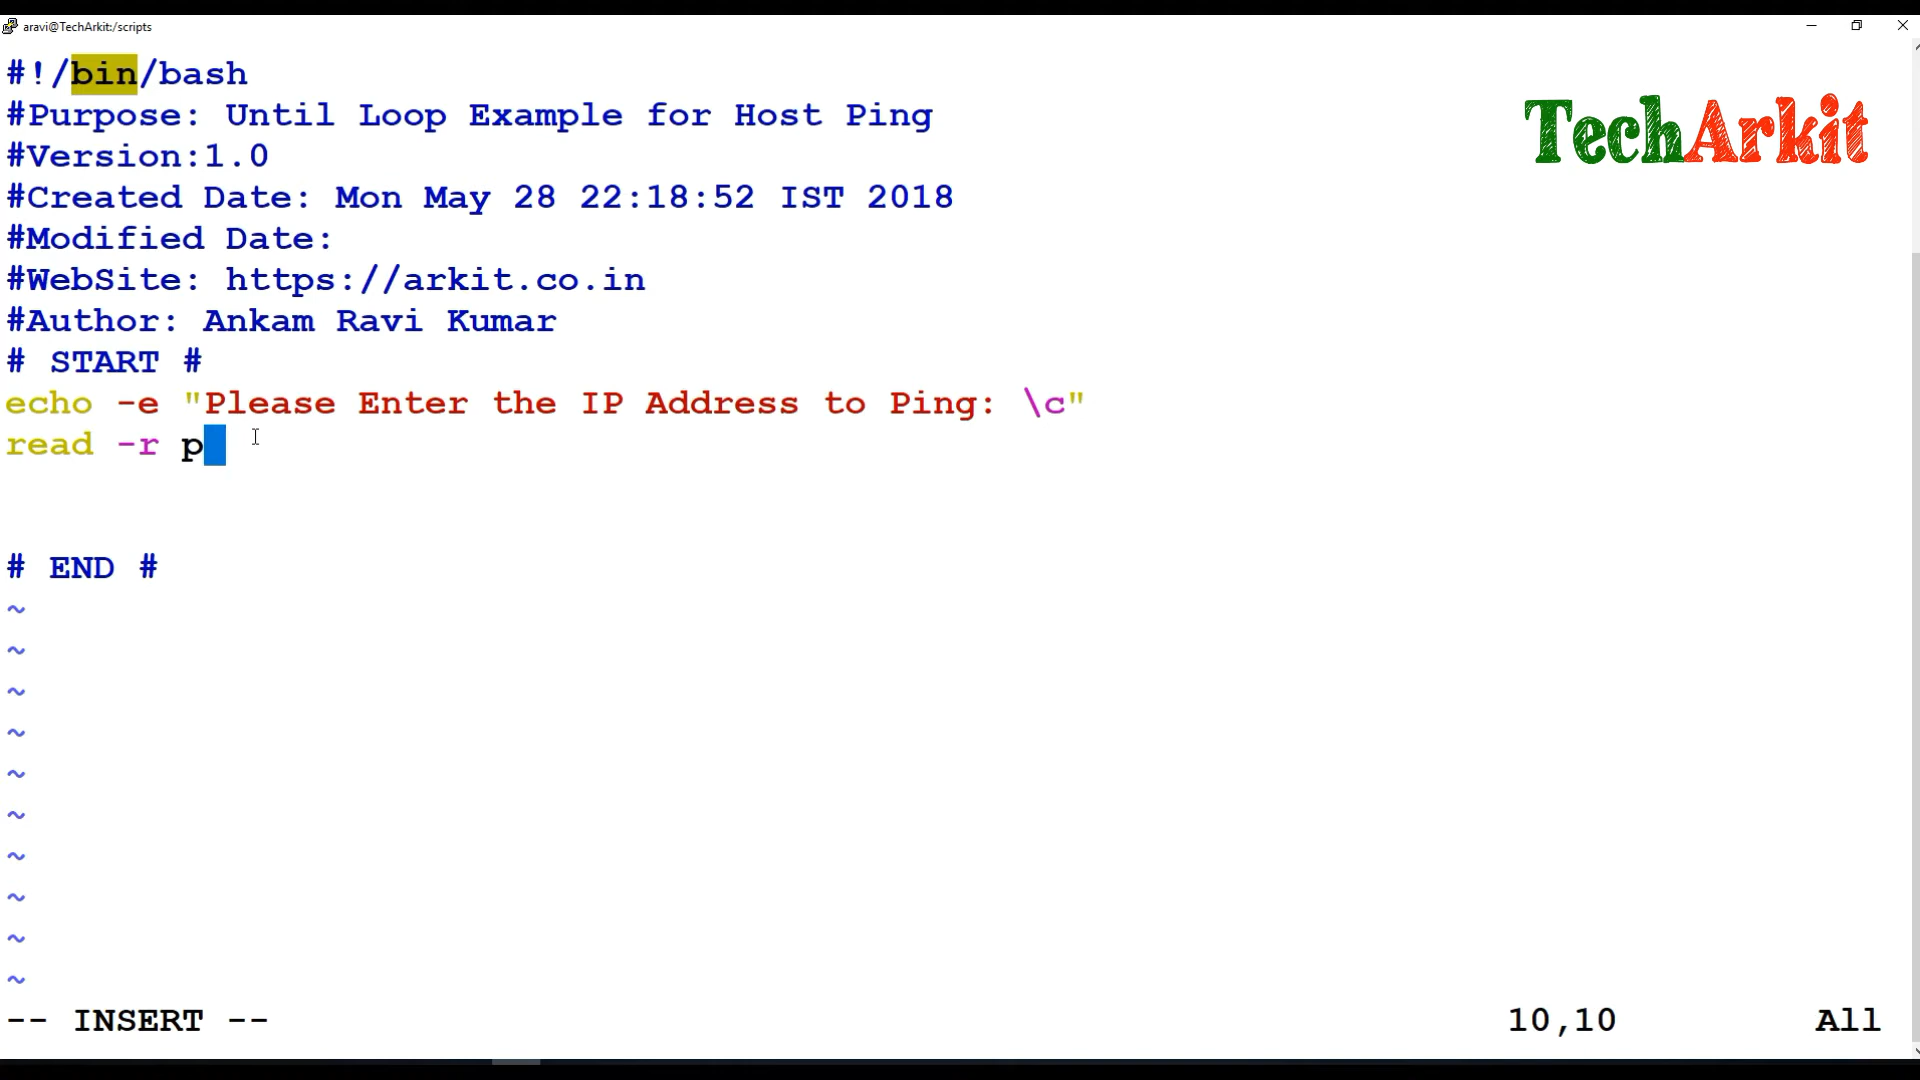 aravi@TechArkit:/scripts
#!/bin/bash
#Purpose: Until Loop Example for Host Ping
#Version:1.0
#Created Date: Mon May 28 22:18:52 IST 2018
#Modified Date:
#WebSite: https://arkit.co.in
#Author: Ankam Ravi Kumar
# START #
echo -e "Please Enter the IP Address to Ping: \c"
read -r p
# END #
~
~
~
~
~
~
~
~
~
~
-- INSERT -- 10,10 All
TechArkit